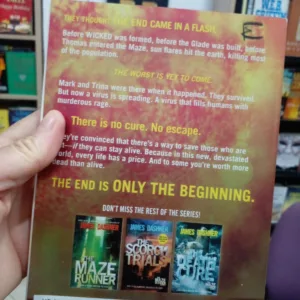 THEY THOUGHT THE END CAME IN A FLASH.
Before WICKED was formed, before the Glade was built, before
Thomas entered the Maze, sun flares hit the earth, killing most
of the population.
THE WORST IS YET TO COME.
Mark and Trina were there when it happened. They survived.
But now a virus is spreading. A virus that fills humans with
murderous rage.
There is no cure. No escape.
They're convinced that there's a way to save those who are
left—if they can stay alive. Because in this new, devastated
world, every life has a price. And to some you're worth more
dead than alive.
THE END IS ONLY THE BEGINNING.
DON'T MISS THE REST OF THE SERIES!
JAMES DASHNER
THE
MAZE
RUNNER
JAMES DASHNER
THE
SCORCH
TRIALS
JAMES DASHNER
THE
DEATH
CURE